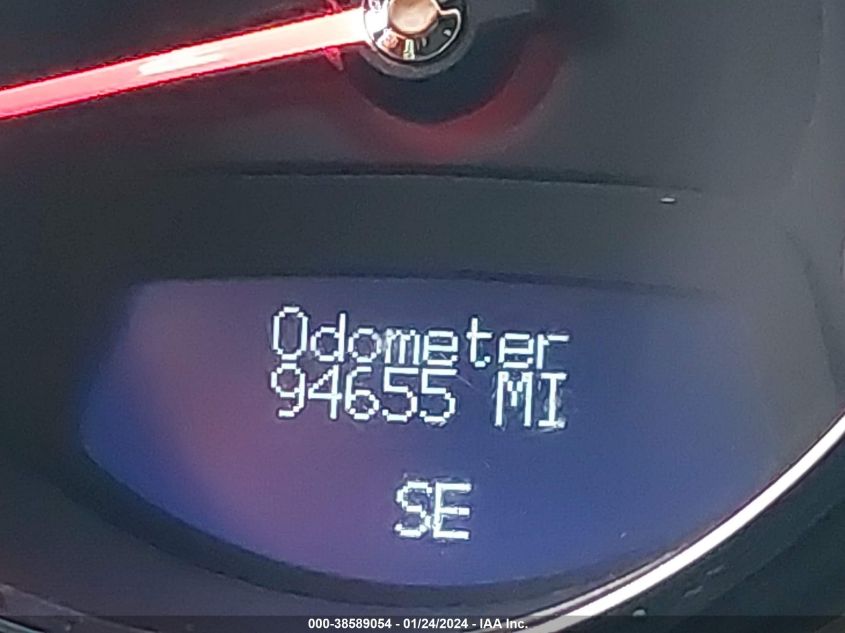 Odometer
94655 MI
SE
000-38589054 - 01/24/2024 - IAA Inc.